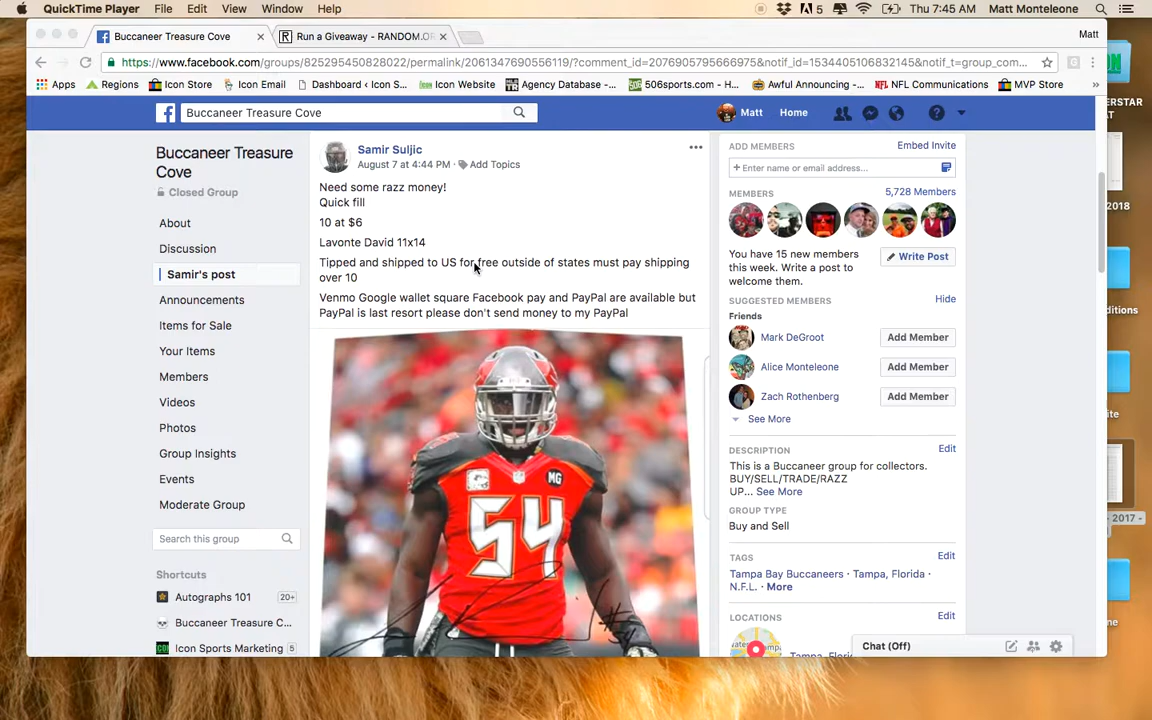 QuickTime Player File Edit View Window Help
5
Thu 7:45 AM Matt Monteleone
Buccaneer Treasure Cove
Run a Giveaway - RANDOM.OR
Matt
https://www.facebook.com/groups/825295450828022/permalink/2061347690556119/?comment_id=2076905795666975&notif_id=1534405106832145&notif_t=group_com...
Apps Regions Icon Store Icon Email Dashboard ‹ Icon S... Icon Website Agency Database -... 506sports.com - H... Awful Announcing -... NFL Communications MVP Store »
ERSTAR
AT
Buccaneer Treasure Cove
Matt Home
Buccaneer Treasure
Cove
Closed Group
About
Discussion
Samir's post
Announcements
Items for Sale
Your Items
Members
Videos
Photos
Group Insights
Events
Moderate Group
Search this group
Shortcuts
Autographs 101 20+
Buccaneer Treasure C...
Icon Sports Marketing 5
Samir Suljic
August 7 at 4:44 PM · Add Topics
Need some razz money!
Quick fill
10 at $6
Lavonte David 11x14
Tipped and shipped to US for free outside of states must pay shipping
over 10
Venmo Google wallet square Facebook pay and PayPal are available but
PayPal is last resort please don't send money to my PayPal
MG
54
ADD MEMBERS Embed Invite
+ Enter name or email address...
MEMBERS 5,728 Members
You have 15 new members
this week. Write a post to
welcome them.
Write Post
SUGGESTED MEMBERS Hide
Friends
Mark DeGroot Add Member
Alice Monteleone Add Member
Zach Rothenberg Add Member
See More
DESCRIPTION Edit
This is a Buccaneer group for collectors.
BUY/SELL/TRADE/RAZZ
UP... See More
GROUP TYPE
Buy and Sell
TAGS Edit
Tampa Bay Buccaneers · Tampa, Florida ·
N.F.L. · More
LOCATIONS Edit
Chat (Off)
2018
ditions
ite
- 2017 -
ne